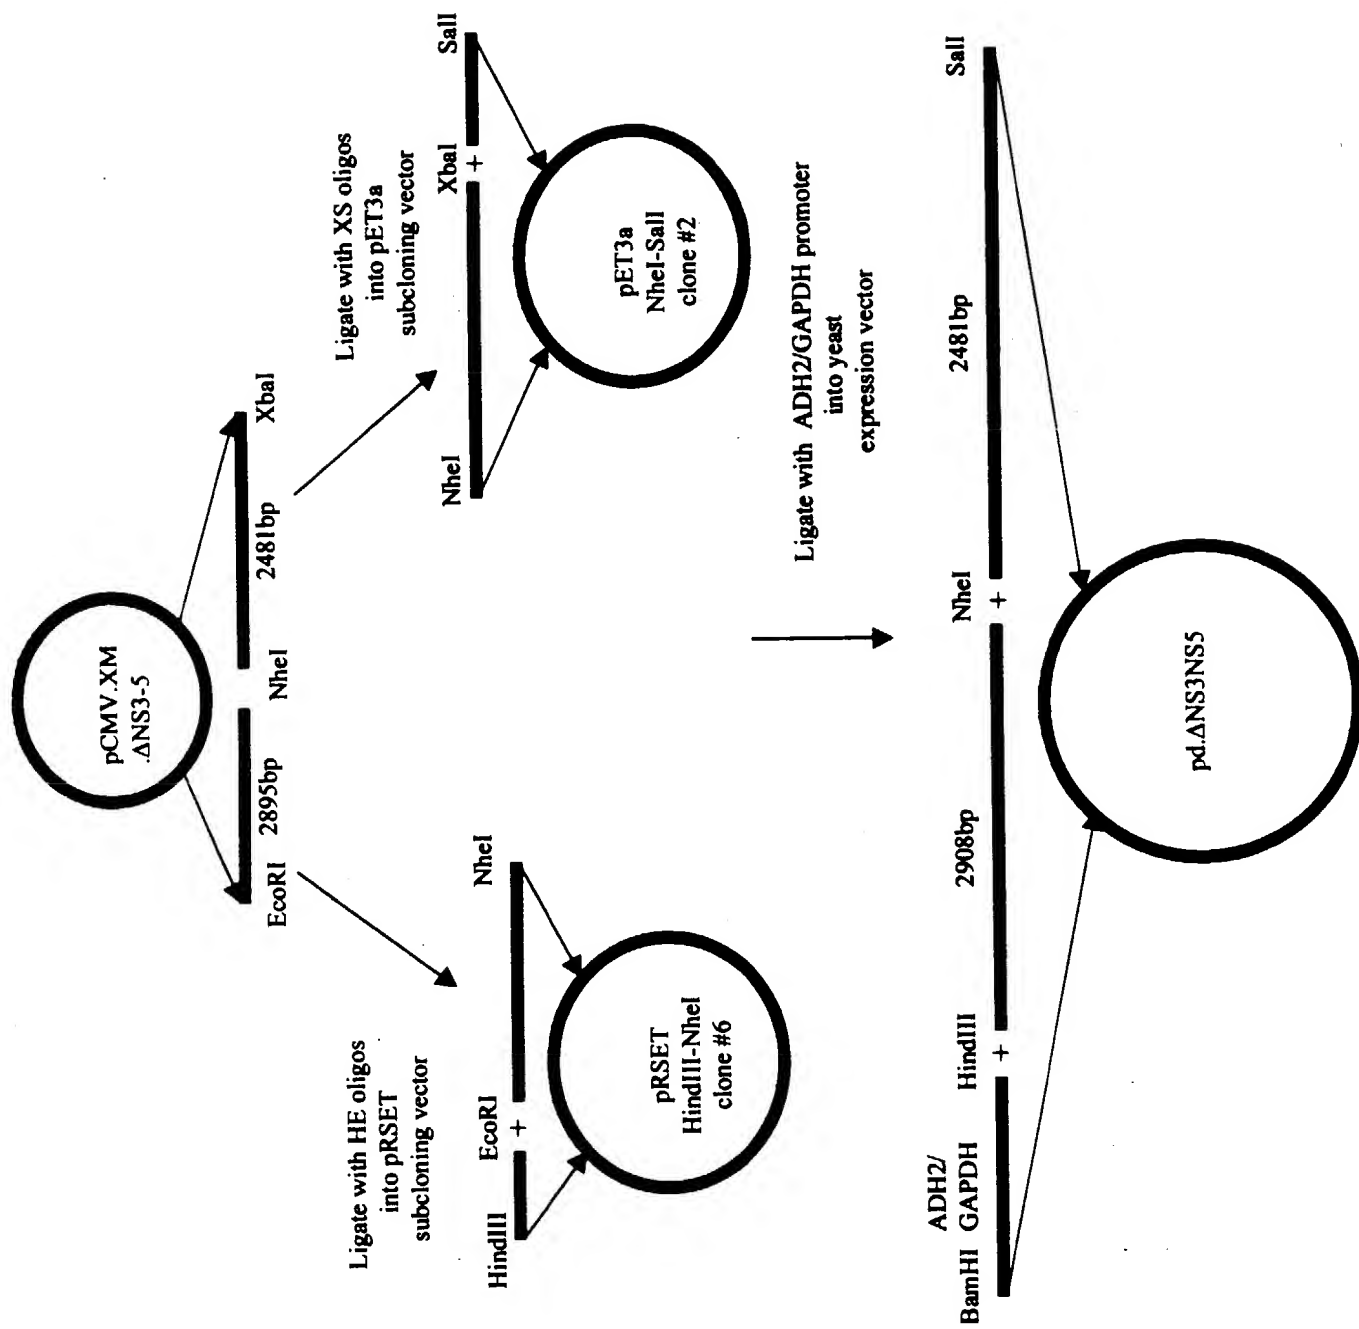 pCMV.XM
.ΔNS3-5
EcoRI
2895bp
NheI
2481bp
XbaI
Ligate with HE oligos
into pRSET
subcloning vector
Ligate with XS oligos
into pET3a
subcloning vector
HindIII
EcoRI
+
NheI
pRSET
HindIII-NheI
clone #6
NheI
XbaI
+
SalI
pET3a
NheI-SalI
clone #2
Ligate with ADH2/GAPDH promoter
into yeast
expression vector
BamHI
ADH2/
GAPDH
HindIII
+
2908bp
NheI
+
2481bp
SalI
pd.ΔNS3NS5